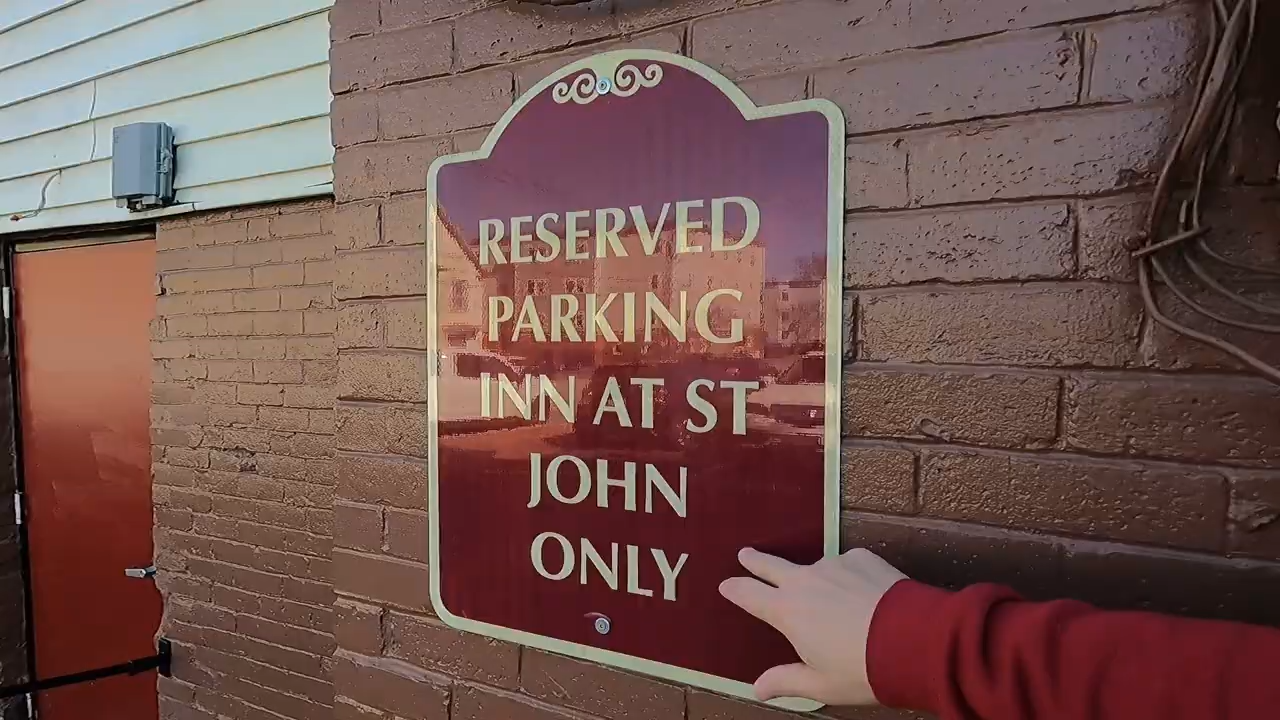 RESERVED
PARKING
INN AT ST
JOHN
ONLY